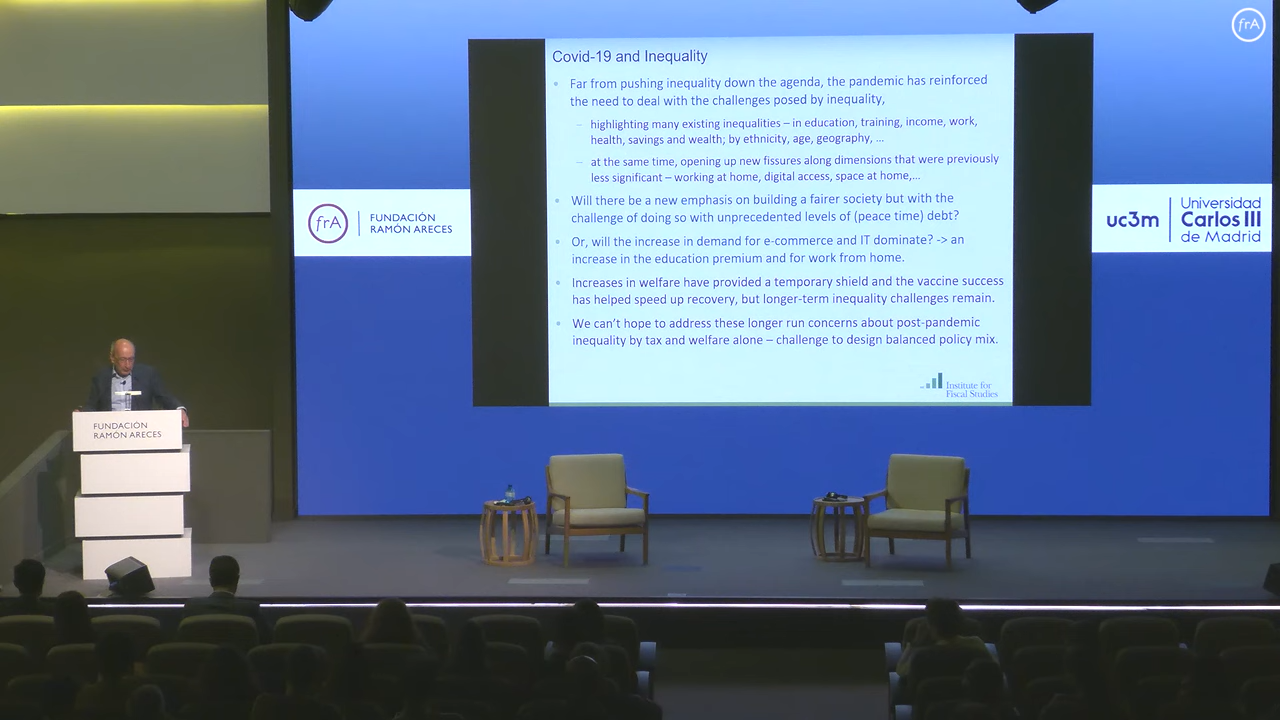 frA
Covid-19 and Inequality
Far from pushing inequality down the agenda, the pandemic has reinforced
the need to deal with the challenges posed by inequality,
– highlighting many existing inequalities – in education, training, income, work,
health, savings and wealth; by ethnicity, age, geography, ...
– at the same time, opening up new fissures along dimensions that were previously
less significant – working at home, digital access, space at home,...
Will there be a new emphasis on building a fairer society but with the
challenge of doing so with unprecedented levels of (peace time) debt?
Or, will the increase in demand for e-commerce and IT dominate? -> an
increase in the education premium and for work from home.
Increases in welfare have provided a temporary shield and the vaccine success
has helped speed up recovery, but longer-term inequality challenges remain.
We can't hope to address these longer run concerns about post-pandemic
inequality by tax and welfare alone – challenge to design balanced policy mix.
Institute for
Fiscal Studies
frA
FUNDACIÓN
RAMÓN ARECES
uc3m
Universidad
Carlos III
de Madrid
FUNDACIÓN
RAMÓN ARECES